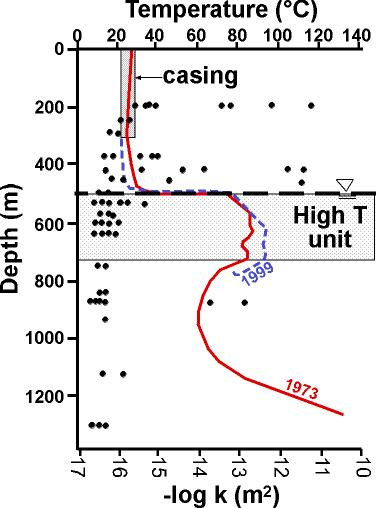 Temperature (°C)
0 20 40 60 80 100 120 140
0
casing
200
400
High T
unit
600
800
1999
1000
1973
1200
Depth (m)
17 16 15 14 13 12 11 10
-log k (m²)